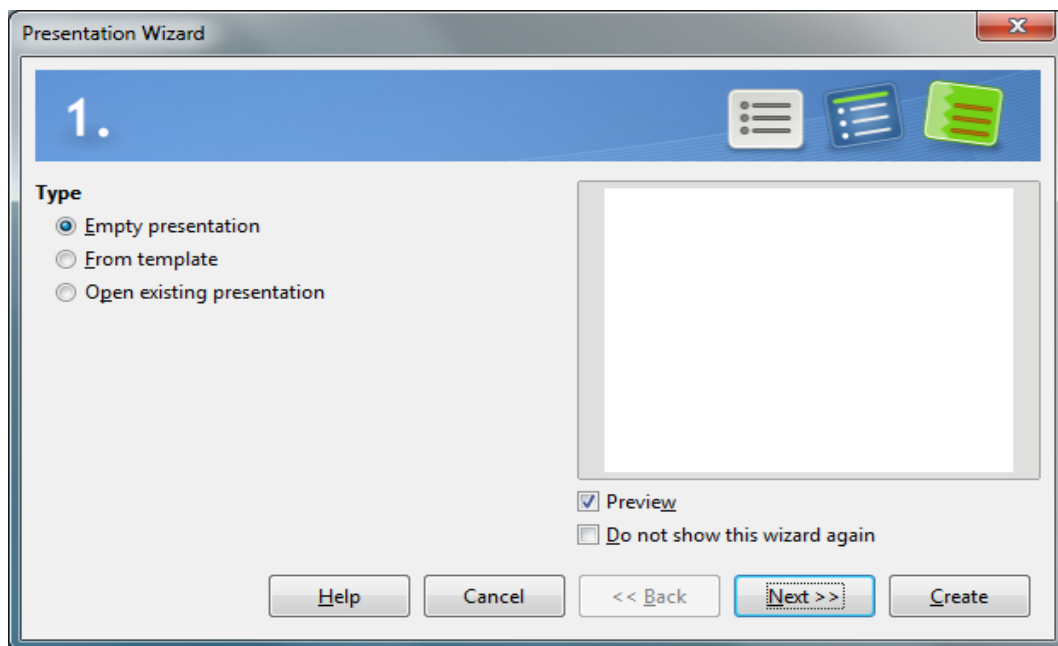 Presentation Wizard
1.
Type
Empty presentation
From template
Open existing presentation
Preview
Do not show this wizard again
Help Cancel << Back Next >> Create